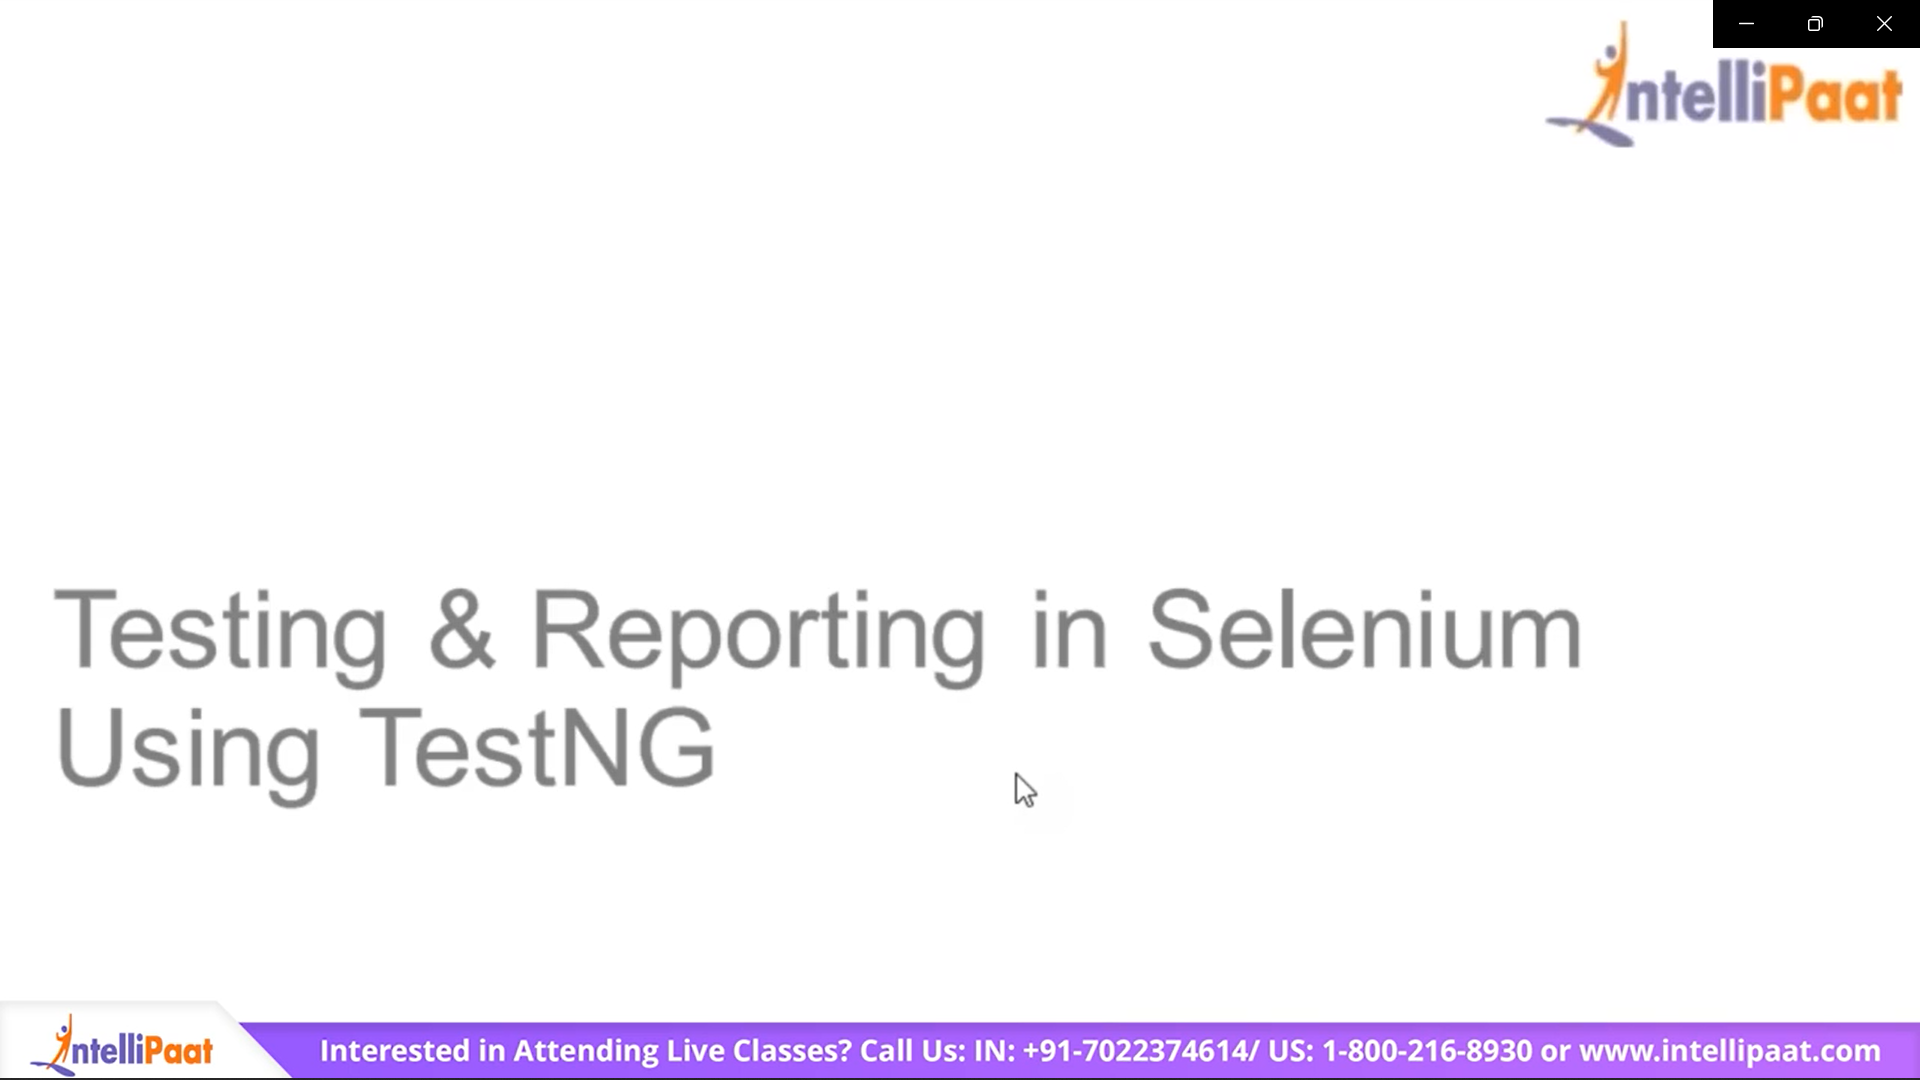 IntelliPaat
Testing & Reporting in Selenium
Using TestNG
IntelliPaat
Interested in Attending Live Classes? Call Us: IN: +91-7022374614/ US: 1-800-216-8930 or www.intellipaat.com